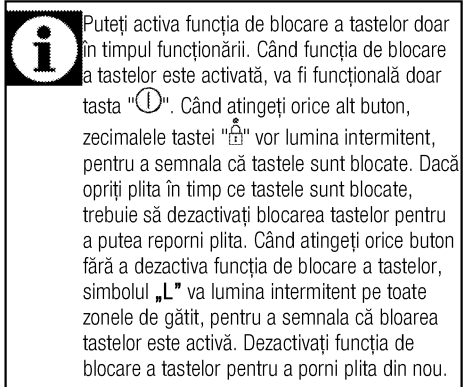 Puteți activa funcția de blocare a tastelor doar
în timpul funcționării. Când funcția de blocare
a tastelor este activată, va fi funcțională doar
tasta "". Când atingeți orice alt buton,
zecimalele tastei "" vor lumina intermitent,
pentru a semnala că tastele sunt blocate. Dacă
opriți plita în timp ce tastele sunt blocate,
trebuie să dezactivați blocarea tastelor pentru
a putea reporni plita. Când atingeți orice buton
fără a dezactiva funcția de blocare a tastelor,
simbolul „L” va lumina intermitent pe toate
zonele de gătit, pentru a semnala că bloarea
tastelor este activă. Dezactivați funcția de
blocare a tastelor pentru a porni plita din nou.